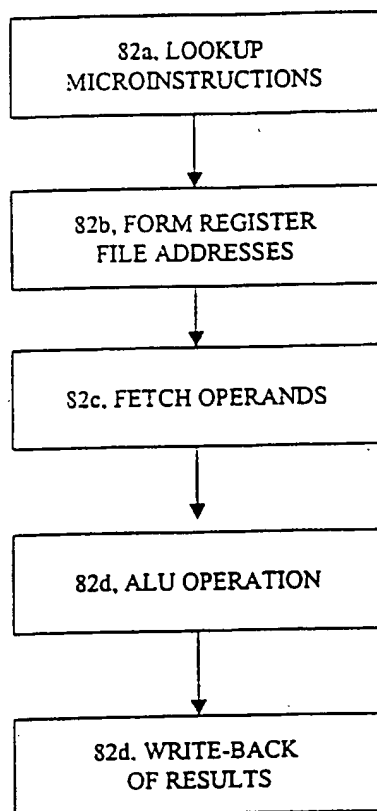 82a. LOOKUP
MICROINSTRUCTIONS
82b, FORM REGISTER
FILE ADDRESSES
82c. FETCH OPERANDS
82d, ALU OPERATION
82d. WRITE-BACK
OF RESULTS